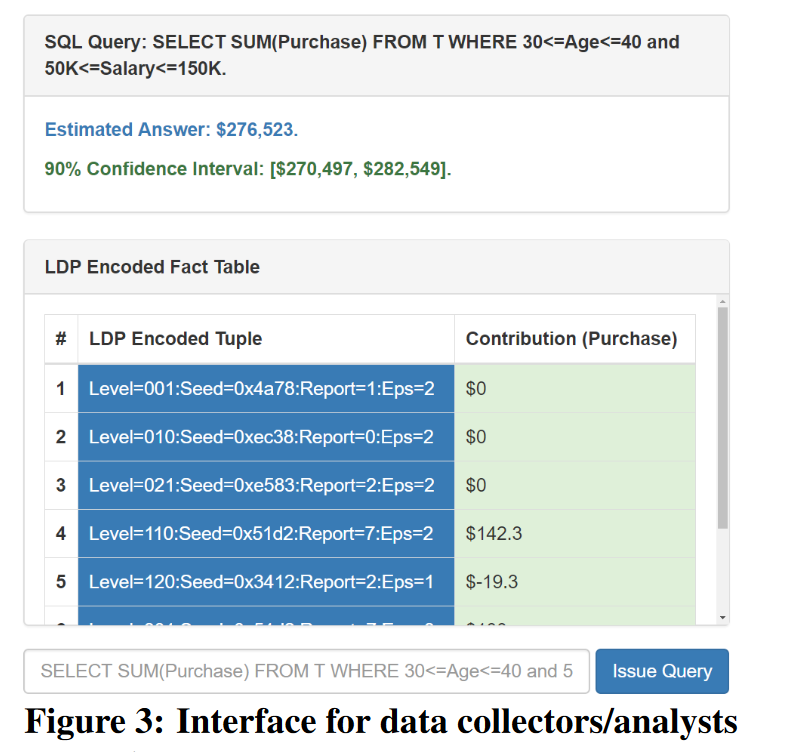 SQL Query: SELECT SUM(Purchase) FROM T WHERE 30<=Age<=40 and
50K<=Salary<=150K.
Estimated Answer: $276,523.
90% Confidence Interval: [$270,497, $282,549].
LDP Encoded Fact Table
# LDP Encoded Tuple Contribution (Purchase)
1 Level=001:Seed=0x4a78:Report=1:Eps=2 $0
2 Level=010:Seed=0xec38:Report=0:Eps=2 $0
3 Level=021:Seed=0xe583:Report=2:Eps=2 $0
4 Level=110:Seed=0x51d2:Report=7:Eps=2 $142.3
5 Level=120:Seed=0x3412:Report=2:Eps=1 $-19.3
SELECT SUM(Purchase) FROM T WHERE 30<=Age<=40 and 5 Issue Query
Figure 3: Interface for data collectors/analysts